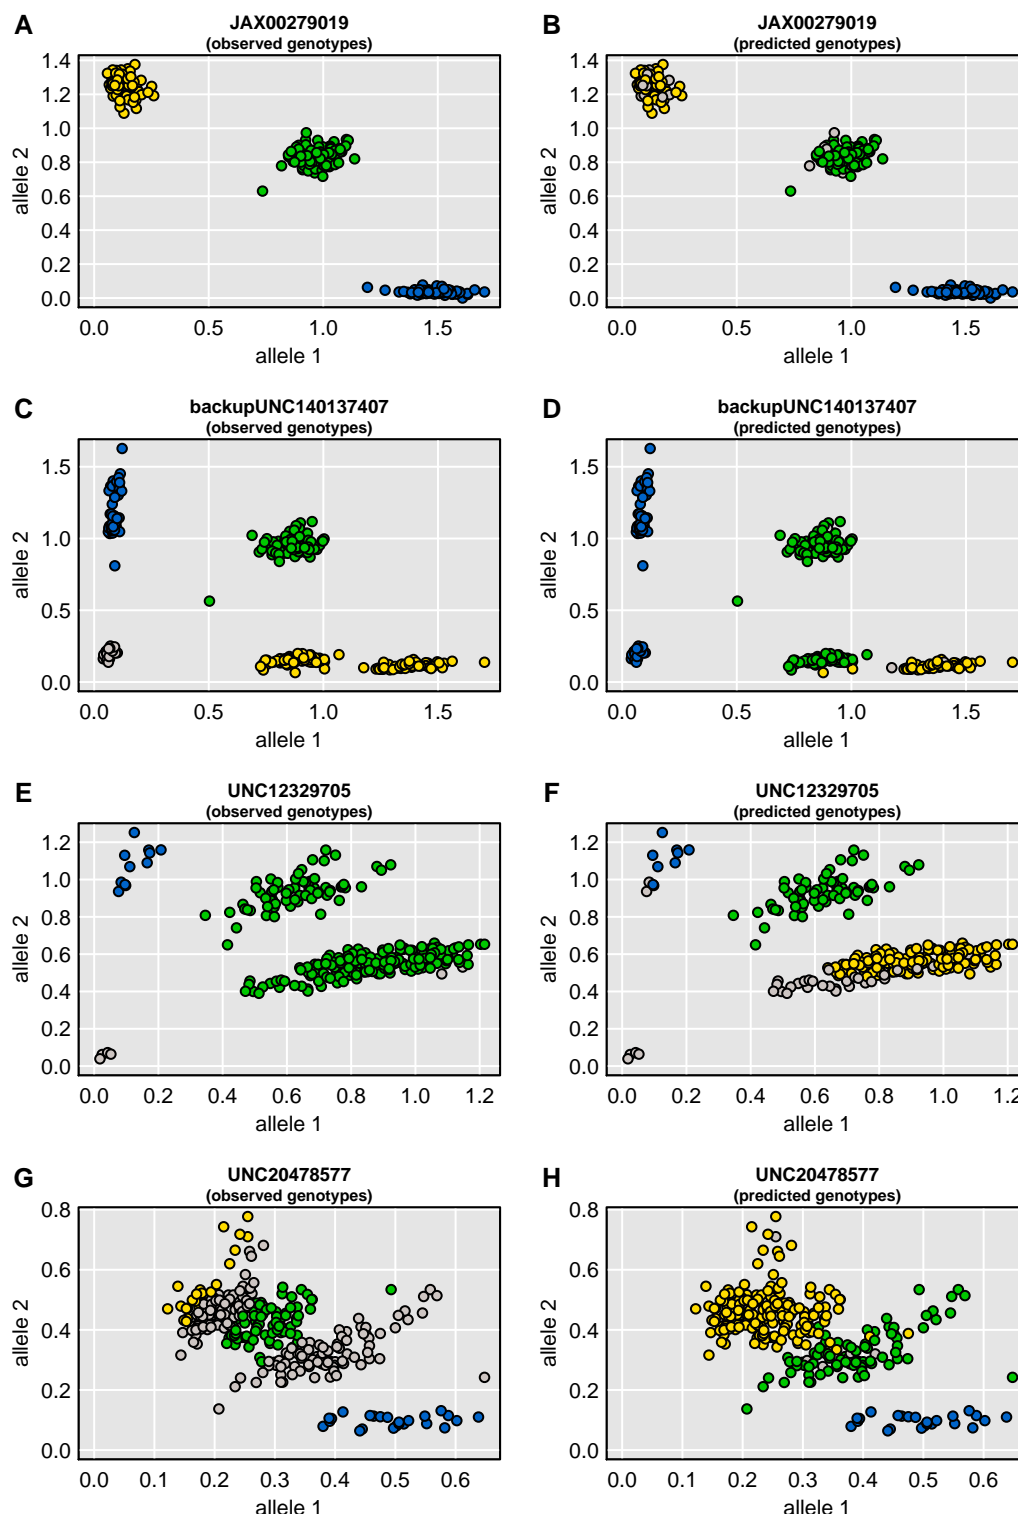 A
JAX00279019
(observed genotypes)
allele 2
1.4
1.2
1.0
0.8
0.6
0.4
0.2
0.0
0.0 0.5 1.0 1.5
allele 1
B
JAX00279019
(predicted genotypes)
allele 2
1.4
1.2
1.0
0.8
0.6
0.4
0.2
0.0
0.0 0.5 1.0 1.5
allele 1
C
backupUNC140137407
(observed genotypes)
allele 2
1.5
1.0
0.5
0.0
0.0 0.5 1.0 1.5
allele 1
D
backupUNC140137407
(predicted genotypes)
allele 2
1.5
1.0
0.5
0.0
0.0 0.5 1.0 1.5
allele 1
E
UNC12329705
(observed genotypes)
allele 2
1.2
1.0
0.8
0.6
0.4
0.2
0.0
0.0 0.2 0.4 0.6 0.8 1.0 1.2
allele 1
F
UNC12329705
(predicted genotypes)
allele 2
1.2
1.0
0.8
0.6
0.4
0.2
0.0
0.0 0.2 0.4 0.6 0.8 1.0 1.2
allele 1
G
UNC20478577
(observed genotypes)
allele 2
0.8
0.6
0.4
0.2
0.0
0.0 0.1 0.2 0.3 0.4 0.5 0.6
allele 1
H
UNC20478577
(predicted genotypes)
allele 2
0.8
0.6
0.4
0.2
0.0
0.0 0.1 0.2 0.3 0.4 0.5 0.6
allele 1